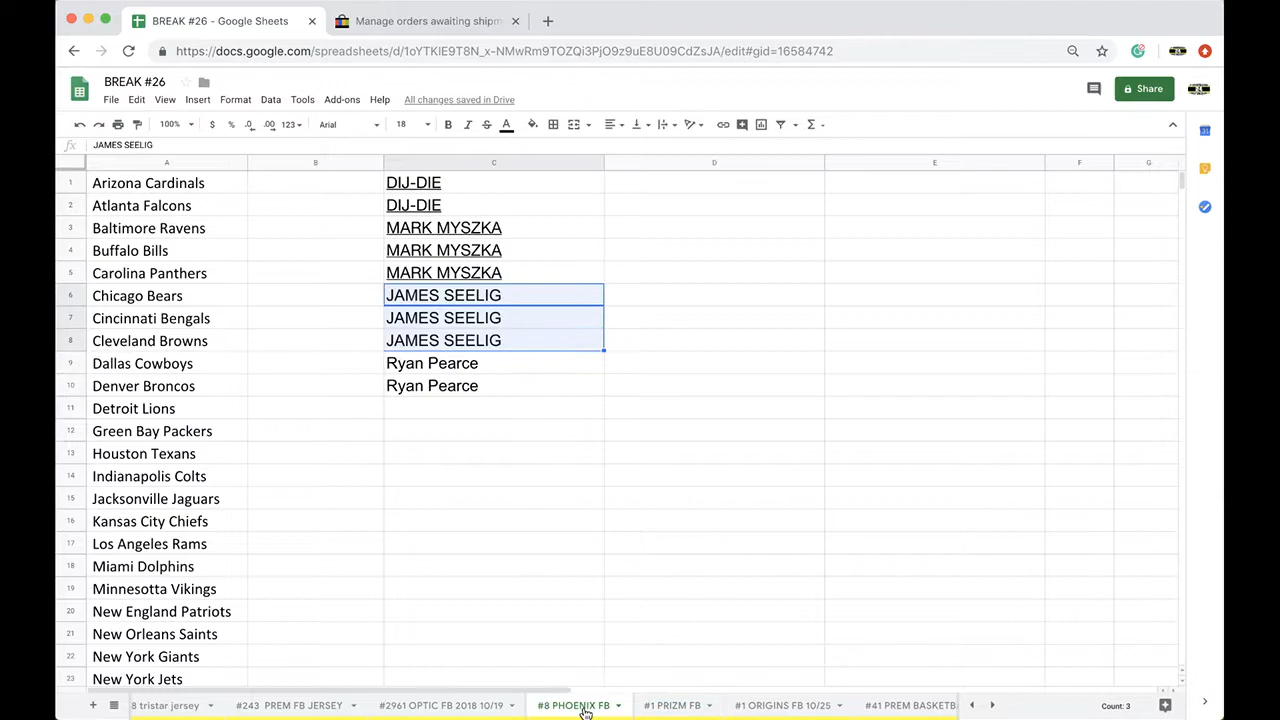 BREAK #26 - Google Sheets
Manage orders awaiting shipm
https://docs.google.com/spreadsheets/d/1oYTKIE9T8N_x-NMwRm9TOZQi3PjO9z9uE8U09CdZsJA/edit#gid=16584742
BREAK #26
File Edit View Insert Format Data Tools Add-ons Help All changes saved in Drive
Share
100% $ % .0 .00 123 Arial 18 B I S A
fx JAMES SEELIG
A B C D E F G
1 Arizona Cardinals DIJ-DIE
2 Atlanta Falcons DIJ-DIE
3 Baltimore Ravens MARK MYSZKA
4 Buffalo Bills MARK MYSZKA
5 Carolina Panthers MARK MYSZKA
6 Chicago Bears JAMES SEELIG
7 Cincinnati Bengals JAMES SEELIG
8 Cleveland Browns JAMES SEELIG
9 Dallas Cowboys Ryan Pearce
10 Denver Broncos Ryan Pearce
11 Detroit Lions
12 Green Bay Packers
13 Houston Texans
14 Indianapolis Colts
15 Jacksonville Jaguars
16 Kansas City Chiefs
17 Los Angeles Rams
18 Miami Dolphins
19 Minnesota Vikings
20 New England Patriots
21 New Orleans Saints
22 New York Giants
23 New York Jets
8 tristar jersey #243 PREM FB JERSEY #2961 OPTIC FB 2018 10/19 #8 PHOENIX FB #1 PRIZM FB #1 ORIGINS FB 10/25 #41 PREM BASKETB Count: 3